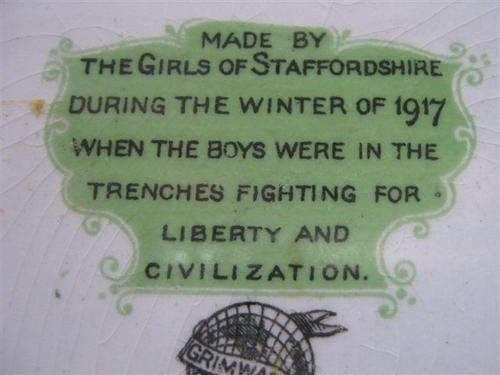 MADE BY
THE GIRLS OF STAFFORDSHIRE
DURING THE WINTER OF 1917
WHEN THE BOYS WERE IN THE
TRENCHES FIGHTING FOR
LIBERTY AND
CIVILIZATION.